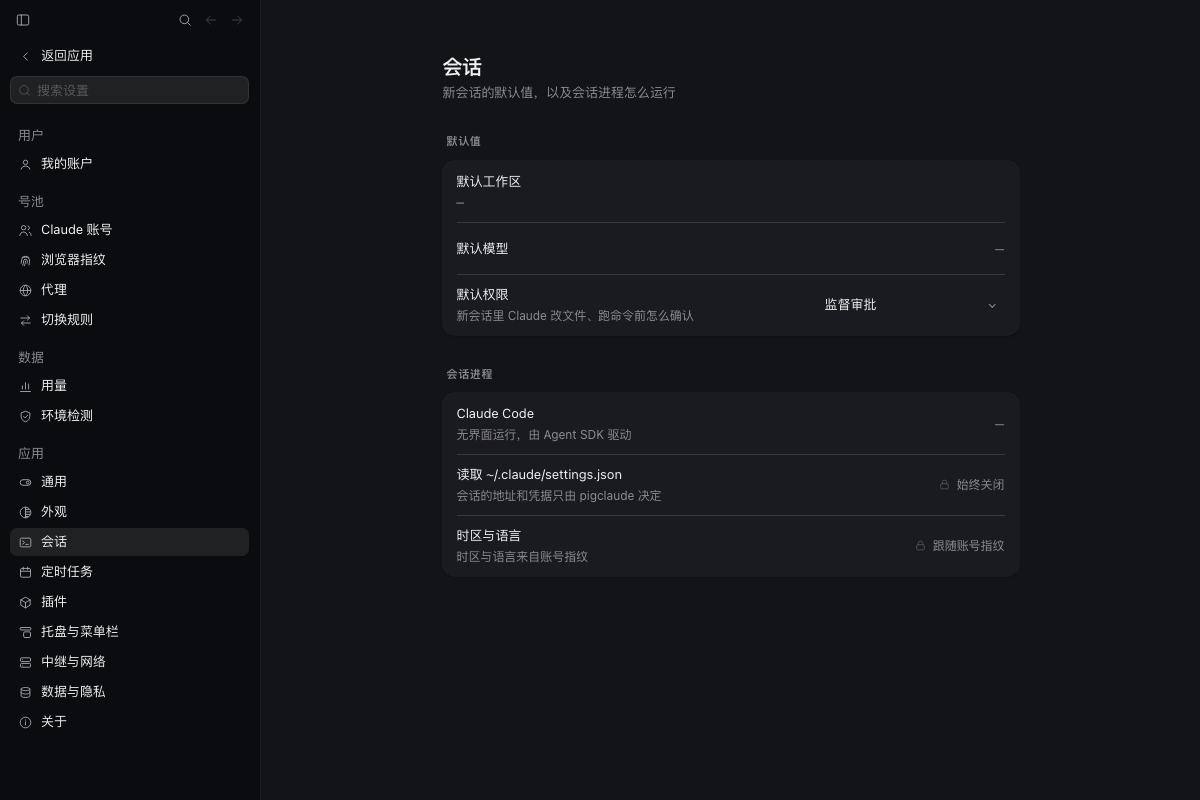 返回应用
搜索设置
用户
我的账户
号池
Claude 账号
浏览器指纹
代理
切换规则
数据
用量
环境检测
应用
通用
外观
会话
定时任务
插件
托盘与菜单栏
中继与网络
数据与隐私
关于
会话
新会话的默认值，以及会话进程怎么运行
默认值
默认工作区
—
默认模型
—
默认权限
新会话里 Claude 改文件、跑命令前怎么确认
监督审批
会话进程
Claude Code
无界面运行，由 Agent SDK 驱动
—
读取 ~/.claude/settings.json
会话的地址和凭据只由 pigclaude 决定
始终关闭
时区与语言
时区与语言来自账号指纹
跟随账号指纹